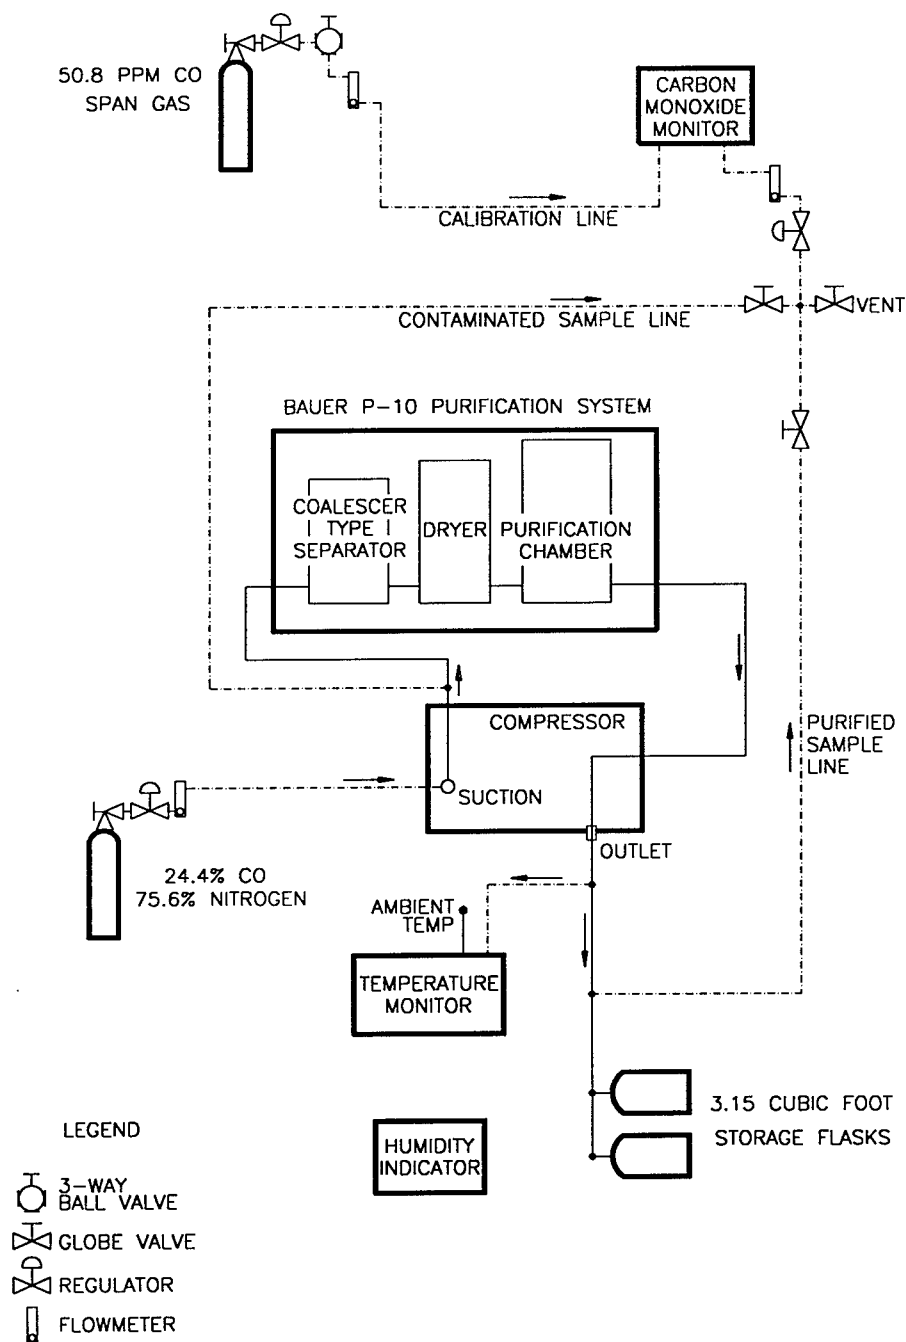 50.8 PPM CO
SPAN GAS
CARBON
MONOXIDE
MONITOR
CALIBRATION LINE
CONTAMINATED SAMPLE LINE
VENT
BAUER P-10 PURIFICATION SYSTEM
COALESCER
TYPE
SEPARATOR
DRYER
PURIFICATION
CHAMBER
COMPRESSOR
SUCTION
PURIFIED
SAMPLE
LINE
OUTLET
24.4% CO
75.6% NITROGEN
AMBIENT
TEMP
TEMPERATURE
MONITOR
3.15 CUBIC FOOT
STORAGE FLASKS
HUMIDITY
INDICATOR
LEGEND
3-WAY
BALL VALVE
GLOBE VALVE
REGULATOR
FLOWMETER